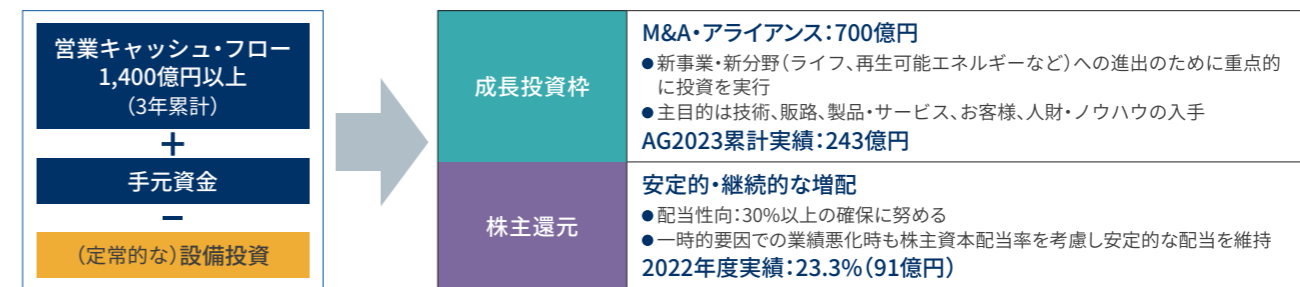 営業キャッシュ・フロー
1,400億円以上
（3年累計）
＋
手元資金
−
（定常的な）設備投資
成長投資枠
M&A・アライアンス：700億円
●新事業・新分野（ライフ、再生可能エネルギーなど）への進出のために重点的
に投資を実行
●主目的は技術、販路、製品・サービス、お客様、人財・ノウハウの入手
AG2023累計実績：243億円
株主還元
安定的・継続的な増配
●配当性向：30%以上の確保に努める
●一時的要因での業績悪化時も株主資本配当率を考慮し安定的な配当を維持
2022年度実績：23.3%（91億円）